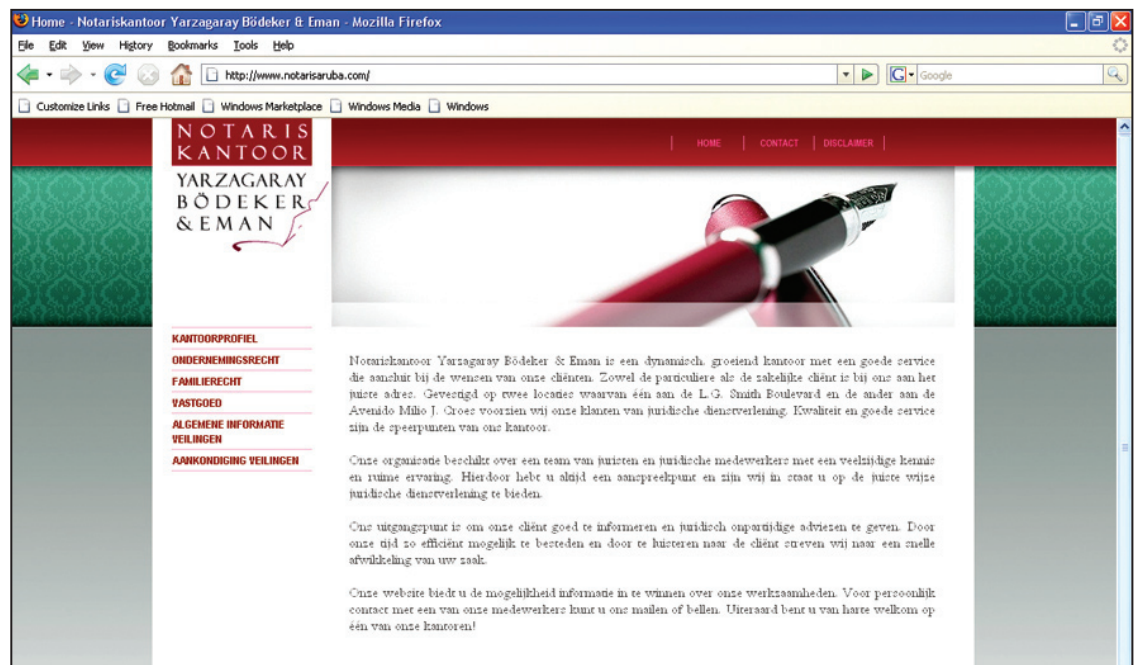 Home - Notariskantoor Yarzagaray Bödeker & Eman - Mozilla Firefox
File Edit View History Bookmarks Tools Help
http://www.notarisaruba.com/
G Google
Customize Links Free Hotmail Windows Marketplace Windows Media Windows
NOTARIS
KANTOOR
YARZAGARAY
BÖDEKER
& EMAN
HOME CONTACT DISCLAIMER
KANTOORPROFIEL
ONDERNEMINGSRECHT
FAMILIERECHT
VASTGOED
ALGEMENE INFORMATIE
VEILINGEN
AANKONDIGING VEILINGEN
Notariskantoor Yarzagaray Bödeker & Eman is een dynamisch, groeiend kantoor met een goede service
die aansluit bij de wensen van onze cliënten. Zowel de particuliere als de zakelijke cliënt is bij ons aan het
juiste adres. Gevestigd op twee locaties waarvan één aan de L.G. Smith Boulevard en de ander aan de
Avenido Milio J. Croes voorzien wij onze klanten van juridische dienstverlening. Kwaliteit en goede service
zijn de speerpunten van ons kantoor.
Onze organisatie beschikt over een team van juristen en juridische medewerkers met een veelzijdige kennis
en ruime ervaring. Hierdoor hebt u altijd een aanspreekpunt en zijn wij in staat u op de juiste wijze
juridische dienstverlening te bieden.
Ons uitgangspunt is om onze cliënt goed te informeren en juridisch onpartijdige adviezen te geven. Door
onze tijd zo efficiënt mogelijk te besteden en door te luisteren naar de cliënt streven wij naar een snelle
afwikkeling van uw zaak.
Onze website biedt u de mogelijkheid informatie in te winnen over onze werkzaamheden. Voor persoonlijk
contact met een van onze medewerkers kunt u ons mailen of bellen. Uiteraard bent u van harte welkom op
één van onze kantoren!